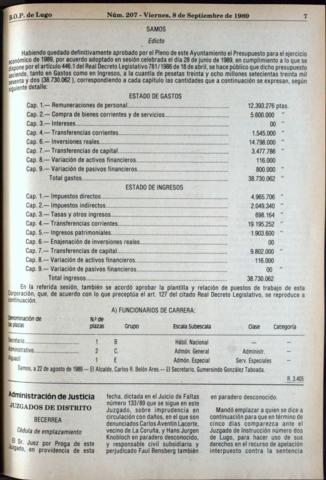 B.O.P. de Lugo Núm. 207 - Viernes, 8 de Septiembre de 1989 7
SAMOS
Edicto
Habiendo quedado definitivamente aprobado por el Pleno de este Ayuntamiento el Presupuesto para el ejercicio
económico de 1989, por acuerdo adoptado en sesión celebrada el día 28 de junio de 1989, en cumplimiento a lo que se
dispone por el artículo 446.1 del Real Decreto Legislativo 781/1986 de 18 de abril, se hace público que dicho presupuesto
asciende, tanto en Gastos como en Ingresos, a la cuantía de pesetas treinta y ocho millones setecientas treinta mil
sesenta y dos (38.730.062), correspondiendo a cada capítulo las cantidades que a continuación se expresan, según
siguiente detalle:
ESTADO DE GASTOS
Cap. 1.— Remuneraciones de personal 12.393.276 ptas.
Cap. 2.— Compra de bienes corrientes y de servicios 5.600.000 "
Cap. 3.— Intereses 00 "
Cap. 4.— Transferencias corrientes 1.545.000 "
Cap. 6.— Inversiones reales 14.798.000 "
Cap. 7.— Transferencias de capital 3.477.786 "
Cap. 8.— Variación de activos financieros 116.000 "
Cap. 9.— Variación de pasivos financieros 800.000 "
Total gastos 38.730.062 "
ESTADO DE INGRESOS
Cap. 1.— Impuestos directos 4.965.706 "
Cap. 2.— Impuestos indirectos 2.049.340 "
Cap. 3.— Tasas y otros ingresos 698.164 "
Cap. 4.— Transferencias corrientes 19.195.252 "
Cap. 5.— Ingresos patrimoniales 1.903.600 "
Cap. 6.— Enajenación de inversiones reales 00 "
Cap. 7.— Transferencias de capital 9.802.000 "
Cap. 8.— Variación de activos financieros 116.000 "
Cap. 9.— Variación de pasivos financieros 00 "
Total ingresos 38.730.062 "
En la referida sesión, también se acordó aprobar la plantilla y relación de puestos de trabajo de esta
Corporación, que, de acuerdo con lo que preceptúa el art. 127 del citado Real Decreto Legislativo, se reproduce a
continuación.
A) FUNCIONARIOS DE CARRERA:
Denominación de las plazas N.º de plazas Grupo Escala Subescala Clase Categoría
Secretario 1 B Habil. Nacional — —
Administrativo 2 C. Admón. General Administr. —
Alguacil 1 E Admón. Especial Serv. Especiales —
Samos, a 22 de agosto de 1989.— El Alcalde, Carlos H. Belón Ares.— El Secretario, Gumersindo González Taboada.
R. 3.405
Administración de Justicia
JUZGADOS DE DISTRITO
BECERREA
Cédula de emplazamiento
El Sr. Juez por Proga de este
Juzgado, en providencia de esta
fecha, dictada en el Juicio de Faltas
número 133/89 que se sigue en este
Juzgado, sobre imprudencia en
circulación con daños, en el que son
denunciados Carlos Aventín Lacarte,
vecino de La Coruña, y Hans Jurgen
Knobloch en paradero desconocido,
y responsable civil subsidiario y
perjudicado Faul Bensberg también
en paradero desconocido.
Mandó emplazar a quien se dice a
continuación para que en término de
cinco días comparezca ante el
Juzgado de Instrucción número dos
de Lugo, para hacer uso de sus
derechos en el recurso de apelación
interpuesto contra la sentencia